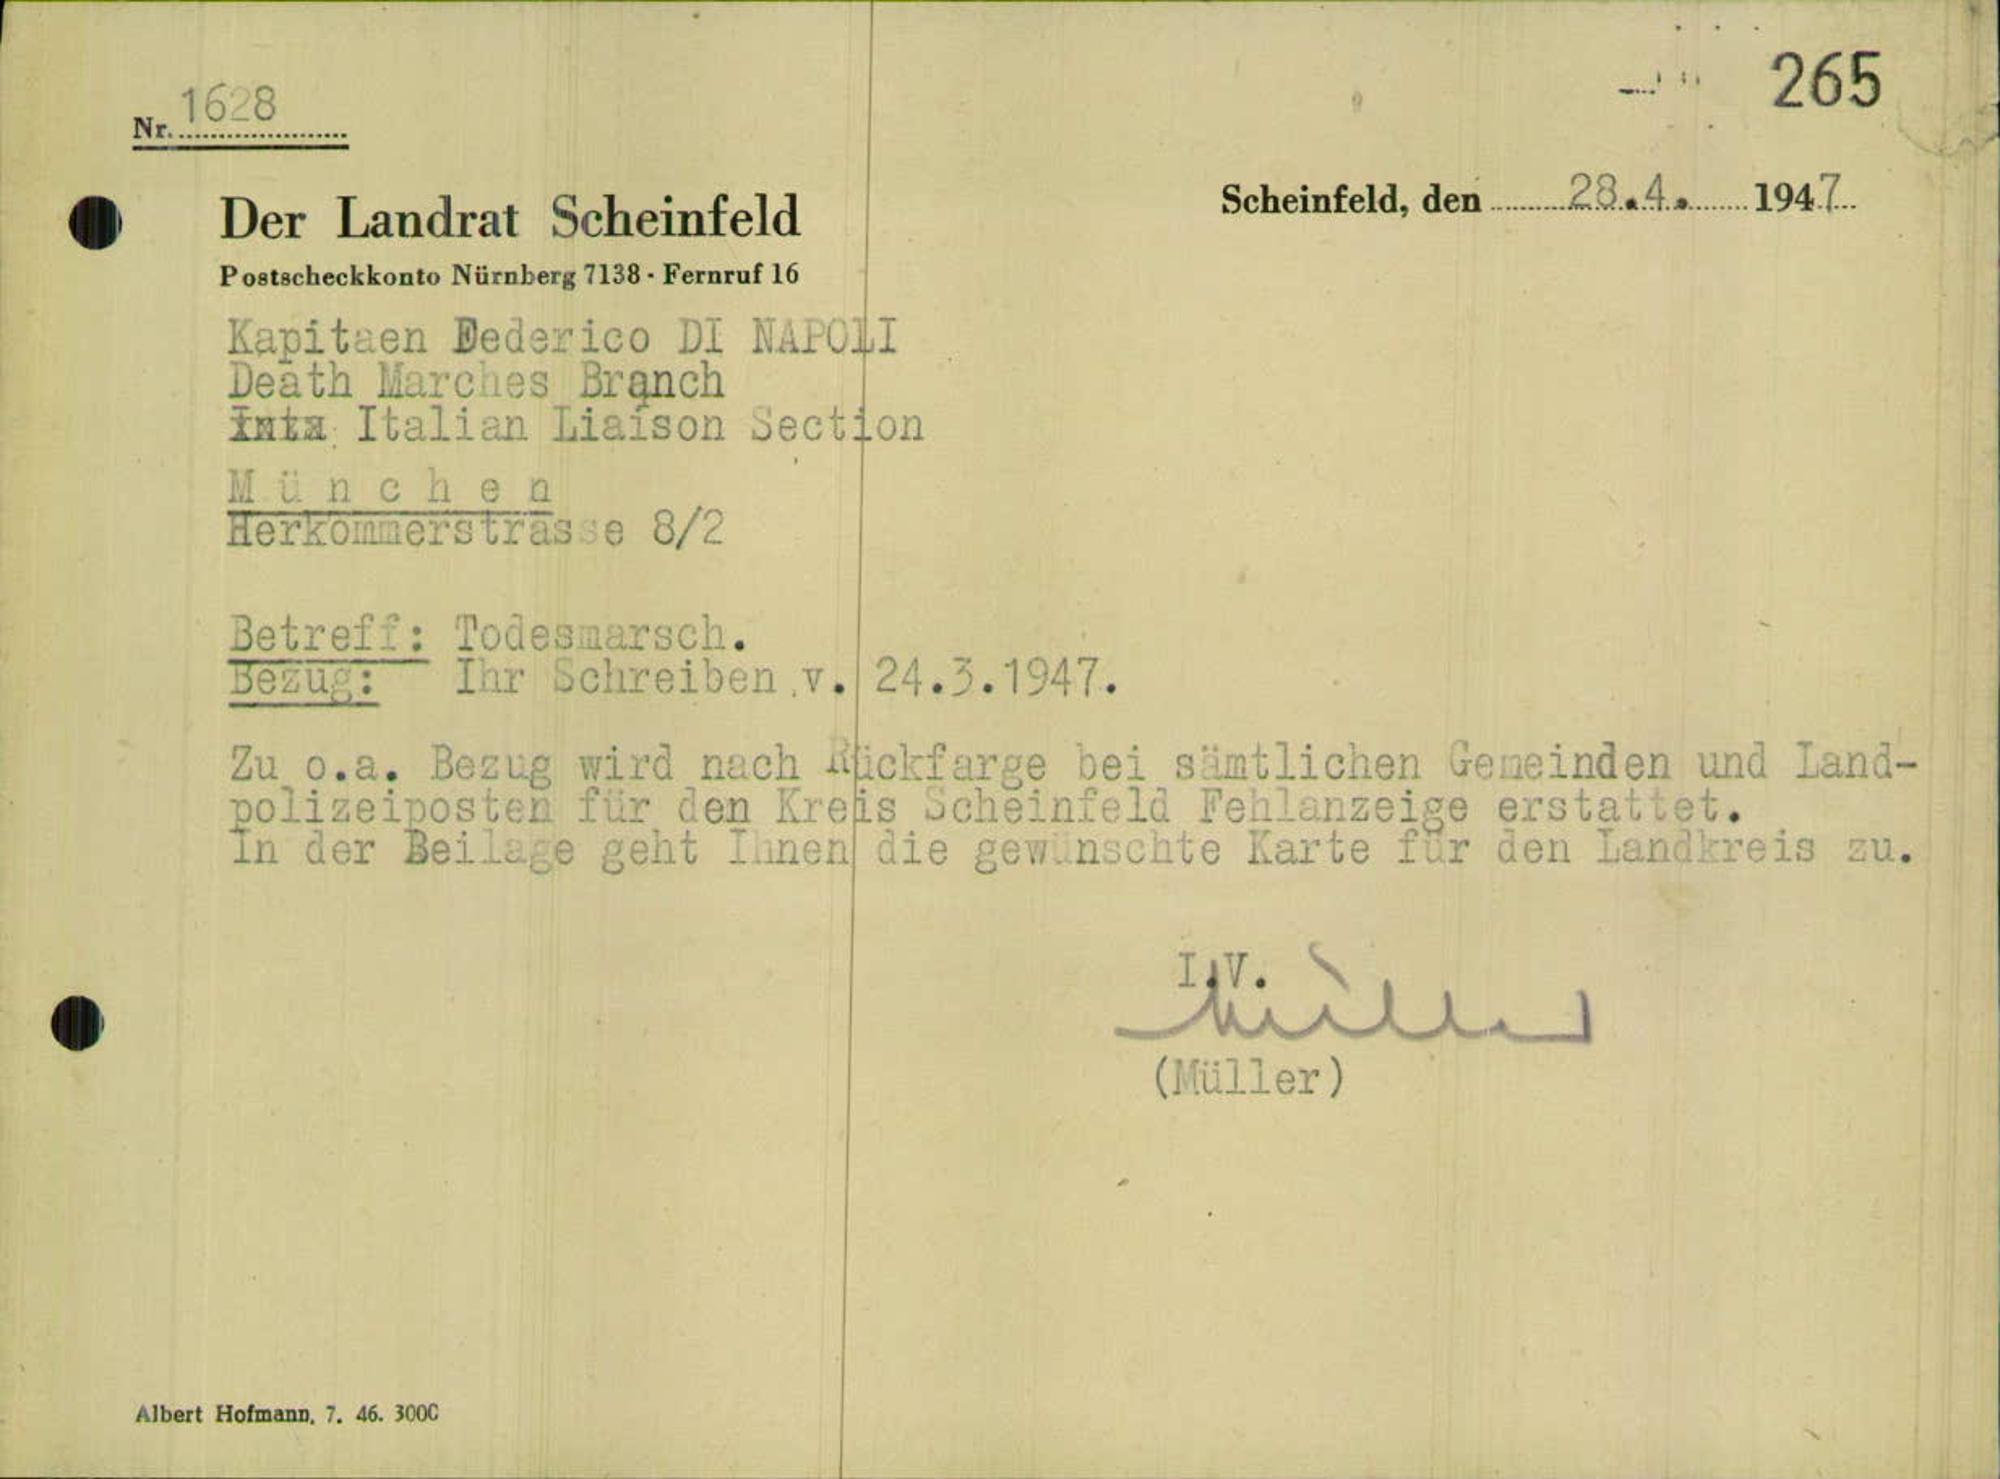 265
Nr. 1628
Scheinfeld, den 28.4. 1947
Der Landrat Scheinfeld
Postscheckkonto Nürnberg 7138 - Fernruf 16
Kapitaen Federico DI NAPOLI
Death Marches Branch
Italian Liaison Section
München
Herkommerstrasse 8/2
Betreff: Todesmarsch.
Bezug: Ihr Schreiben v. 24.3.1947.
Zu o.a. Bezug wird nach Rückfarge bei sämtlichen Gemeinden und Land-
polizeiposten für den Kreis Scheinfeld Fehlanzeige erstattet.
In der Beilage geht Ihnen die gewünschte Karte für den Landkreis zu.
I.V.
Müller
(Müller)
Albert Hofmann, 7. 46. 3000